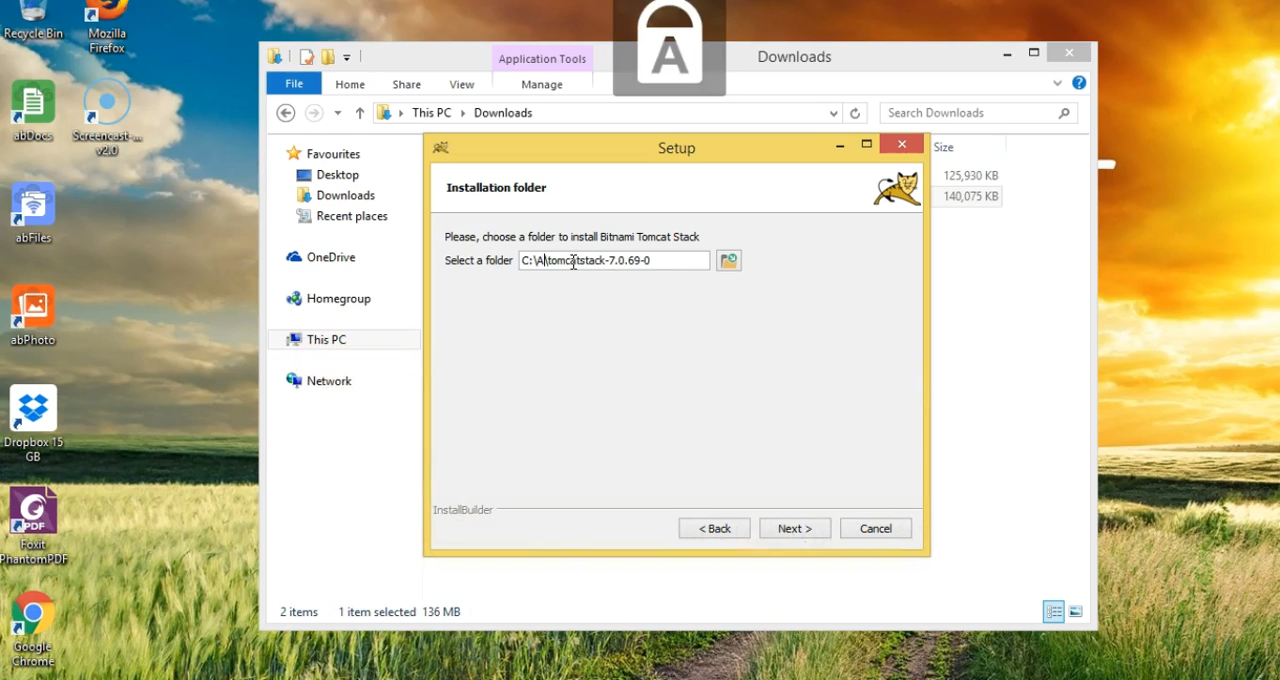 Recycle Bin
Mozilla
Firefox
abDocs
Screencast-...
v2.0
abFiles
abPhoto
Dropbox 15
GB
Foxit
PhantomPDF
PDF
Google
Chrome
A
Application Tools
Downloads
File
Home
Share
View
Manage
This PC
Downloads
Search Downloads
Favourites
Desktop
Downloads
Recent places
OneDrive
Homegroup
This PC
Network
Size
125,930 KB
140,075 KB
Setup
Installation folder
Please, choose a folder to install Bitnami Tomcat Stack
Select a folder
C:\A\tomcatstack-7.0.69-0
InstallBuilder
< Back
Next >
Cancel
2 items
1 item selected 136 MB